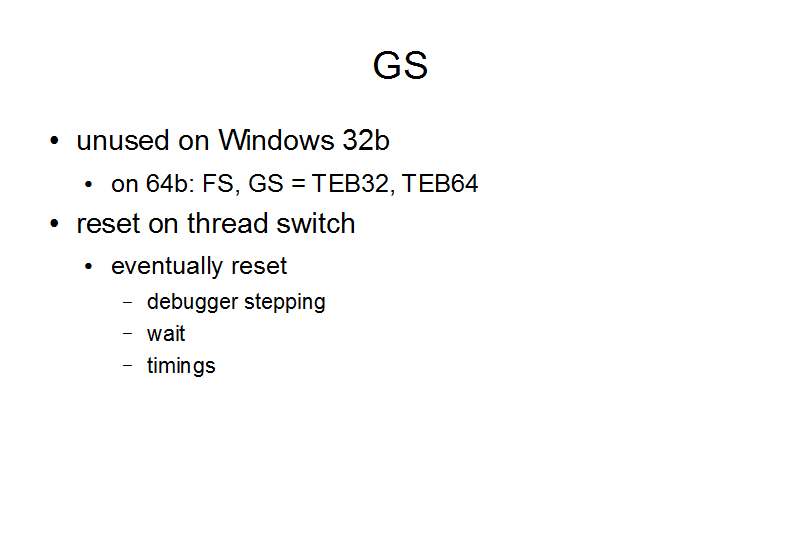 GS
• unused on Windows 32b
• on 64b: FS, GS = TEB32, TEB64
• reset on thread switch
• eventually reset
– debugger stepping
– wait
– timings